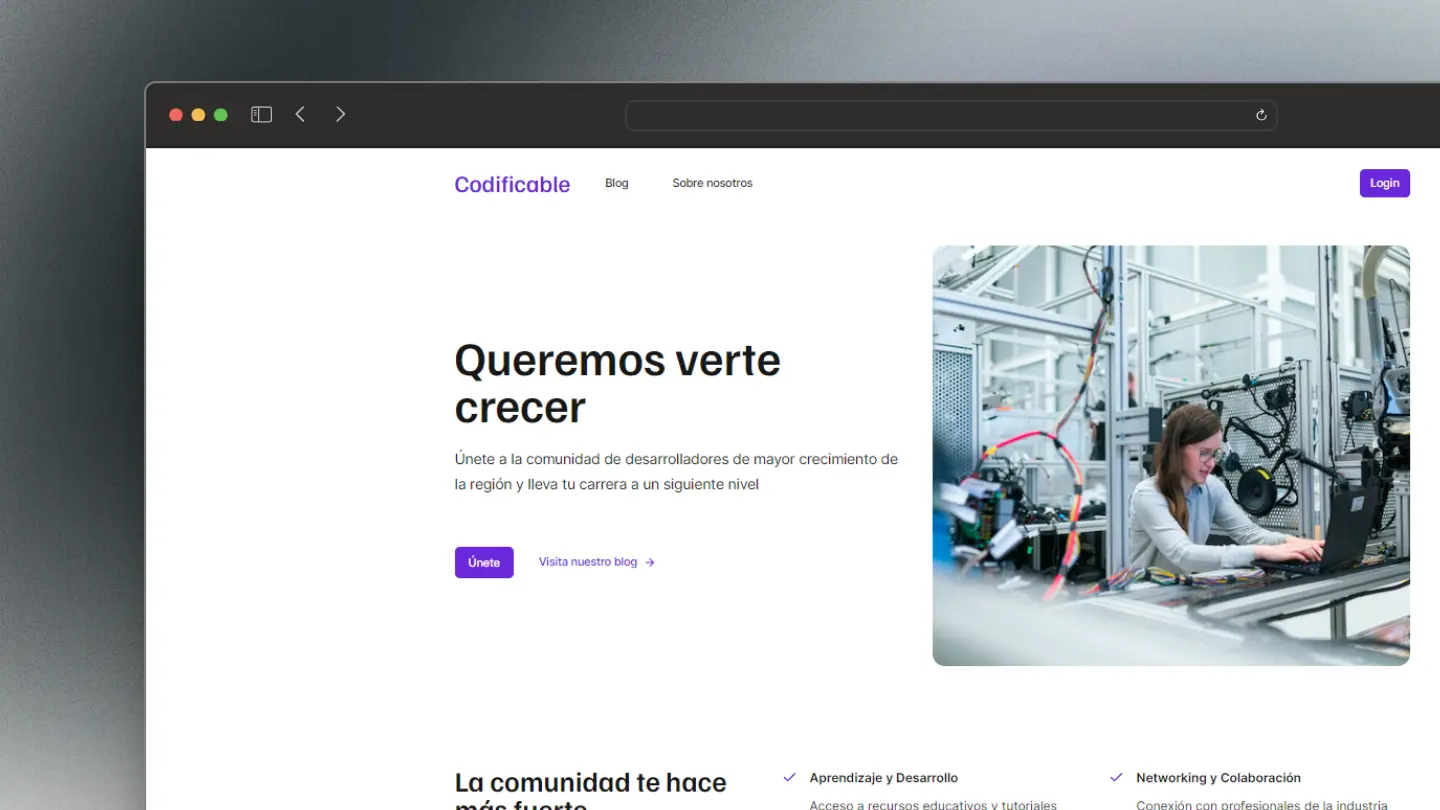 Codificable
Blog
Sobre nosotros
Login
Queremos verte
crecer
Únete a la comunidad de desarrolladores de mayor crecimiento de
la región y lleva tu carrera a un siguiente nivel
Únete
Visita nuestro blog →
La comunidad te hace
más fuerte
Aprendizaje y Desarrollo
Acceso a recursos educativos y tutoriales
Networking y Colaboración
Conexión con profesionales de la industria